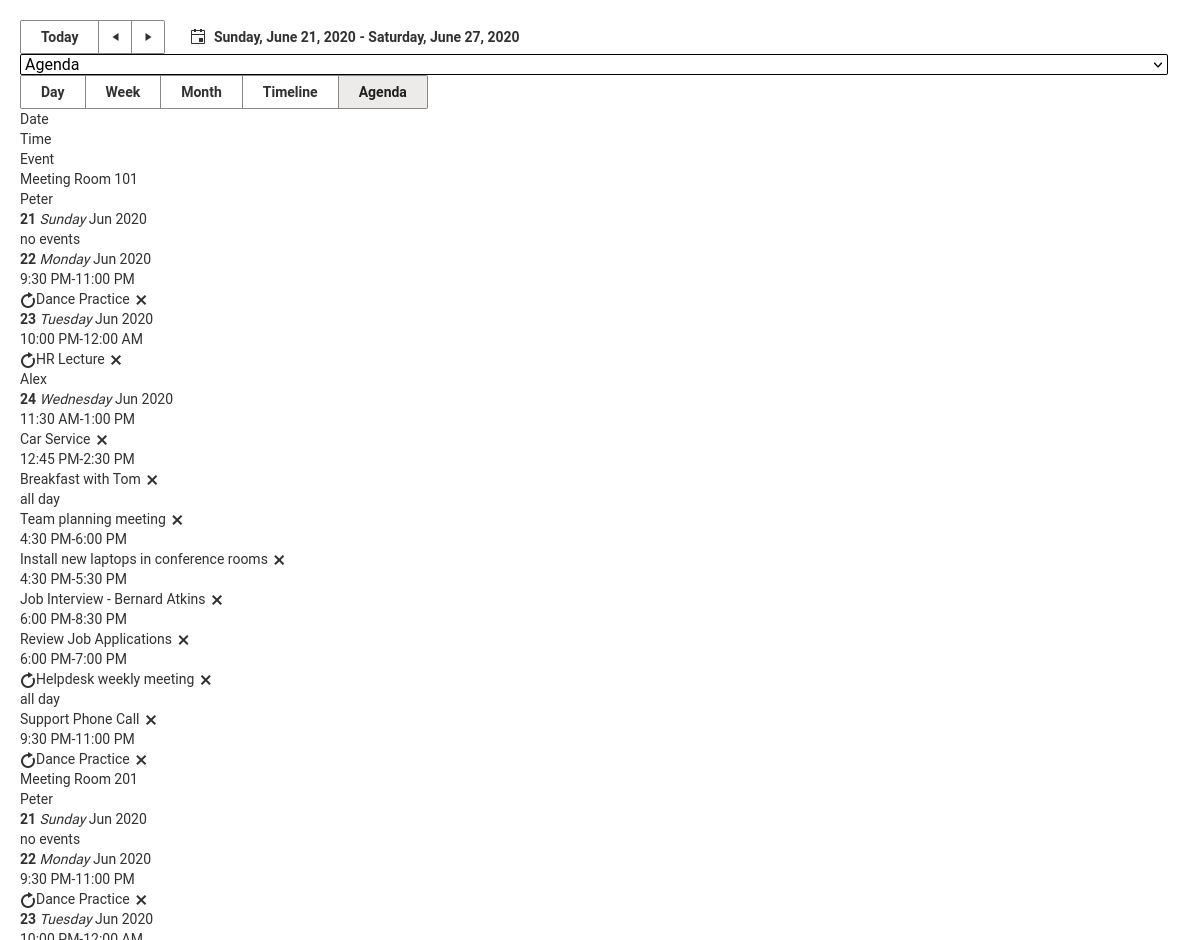 Today
Sunday, June 21, 2020 - Saturday, June 27, 2020
Agenda
Day Week Month Timeline Agenda
Date
Time
Event
Meeting Room 101
Peter
21 Sunday Jun 2020
no events
22 Monday Jun 2020
9:30 PM-11:00 PM
Dance Practice
23 Tuesday Jun 2020
10:00 PM-12:00 AM
HR Lecture
Alex
24 Wednesday Jun 2020
11:30 AM-1:00 PM
Car Service
12:45 PM-2:30 PM
Breakfast with Tom
all day
Team planning meeting
4:30 PM-6:00 PM
Install new laptops in conference rooms
4:30 PM-5:30 PM
Job Interview - Bernard Atkins
6:00 PM-8:30 PM
Review Job Applications
6:00 PM-7:00 PM
Helpdesk weekly meeting
all day
Support Phone Call
9:30 PM-11:00 PM
Dance Practice
Meeting Room 201
Peter
21 Sunday Jun 2020
no events
22 Monday Jun 2020
9:30 PM-11:00 PM
Dance Practice
23 Tuesday Jun 2020
10:00 PM-12:00 AM